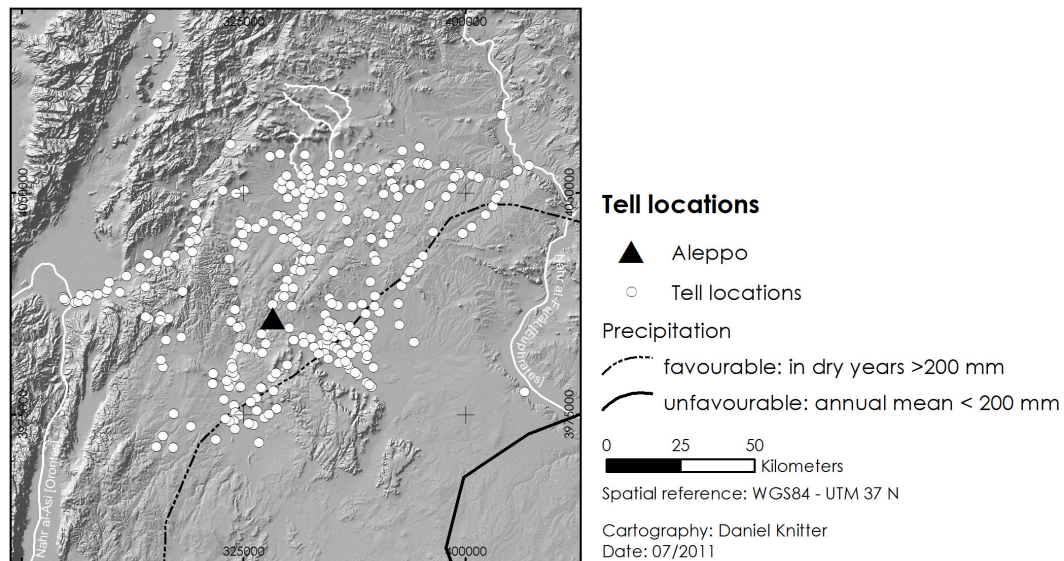 325000
400000
4050000
4050000
3975000
3975000
Nahr al-Furat [Euphrates]
Nahr al-Asi [Orontes]
325000
400000
Tell locations
Aleppo
Tell locations
Precipitation
favourable: in dry years >200 mm
unfavourable: annual mean < 200 mm
0 25 50
Kilometers
Spatial reference: WGS84 - UTM 37 N
Cartography: Daniel Knitter
Date: 07/2011